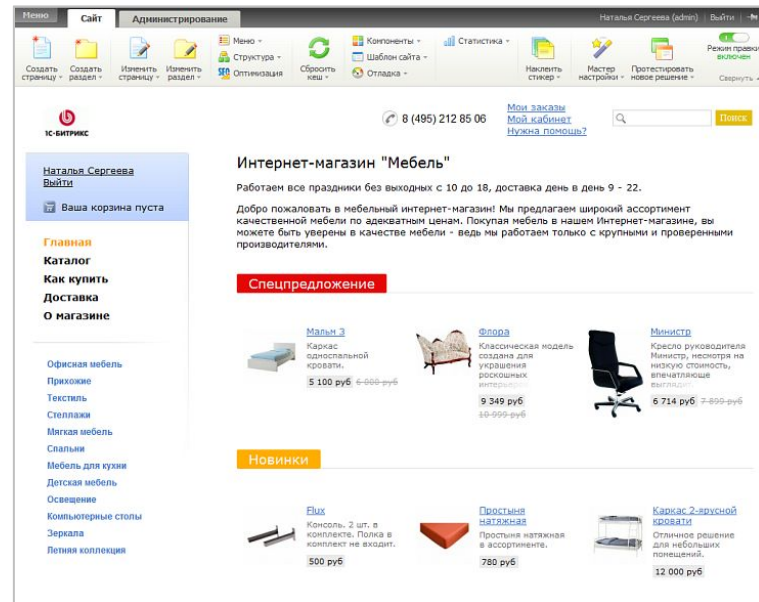 Меню
Сайт
Администрирование
Наталья Сергеева (admin)
Выйти
Создать страницу
Создать раздел
Изменить страницу
Изменить раздел
Меню
Структура
SEO Оптимизация
Сбросить кеш
Компоненты
Шаблон сайта
Отладка
Статистика
Наклеить стикер
Мастер настройки
Протестировать новое решение
Режим правки включен
Свернуть
1С-БИТРИКС
8 (495) 212 85 06
Мои заказы
Мой кабинет
Нужна помощь?
Поиск
Наталья Сергеева
Выйти
Ваша корзина пуста
Главная
Каталог
Как купить
Доставка
О магазине
Офисная мебель
Прихожие
Текстиль
Стеллажи
Мягкая мебель
Спальни
Мебель для кухни
Детская мебель
Освещение
Компьютерные столы
Зеркала
Летняя коллекция
Интернет-магазин "Мебель"
Работаем все праздники без выходных с 10 до 18, доставка день в день 9 - 22.
Добро пожаловать в мебельный интернет-магазин! Мы предлагаем широкий ассортимент
качественной мебели по адекватным ценам. Покупая мебель в нашем Интернет-магазине, вы
можете быть уверены в качестве мебели - ведь мы работаем только с крупными и проверенными
производителями.
Спецпредложение
Мальм 3
Каркас
односпальной
кровати.
5 100 руб 6 000 руб
Флора
Классическая модель
создана для
украшения
роскошных
интерьеров
9 349 руб
10 999 руб
Министр
Кресло руководителя
Министр, несмотря на
низкую стоимость,
впечатляюще
выглядит
6 714 руб 7 899 руб
Новинки
Flux
Консоль. 2 шт. в
комплекте. Полка в
комплект не входит.
500 руб
Простыня
натяжная
Простыня натяжная
в ассортименте.
780 руб
Каркас 2-ярусной
кровати
Отличное решение
для небольших
помещений.
12 000 руб